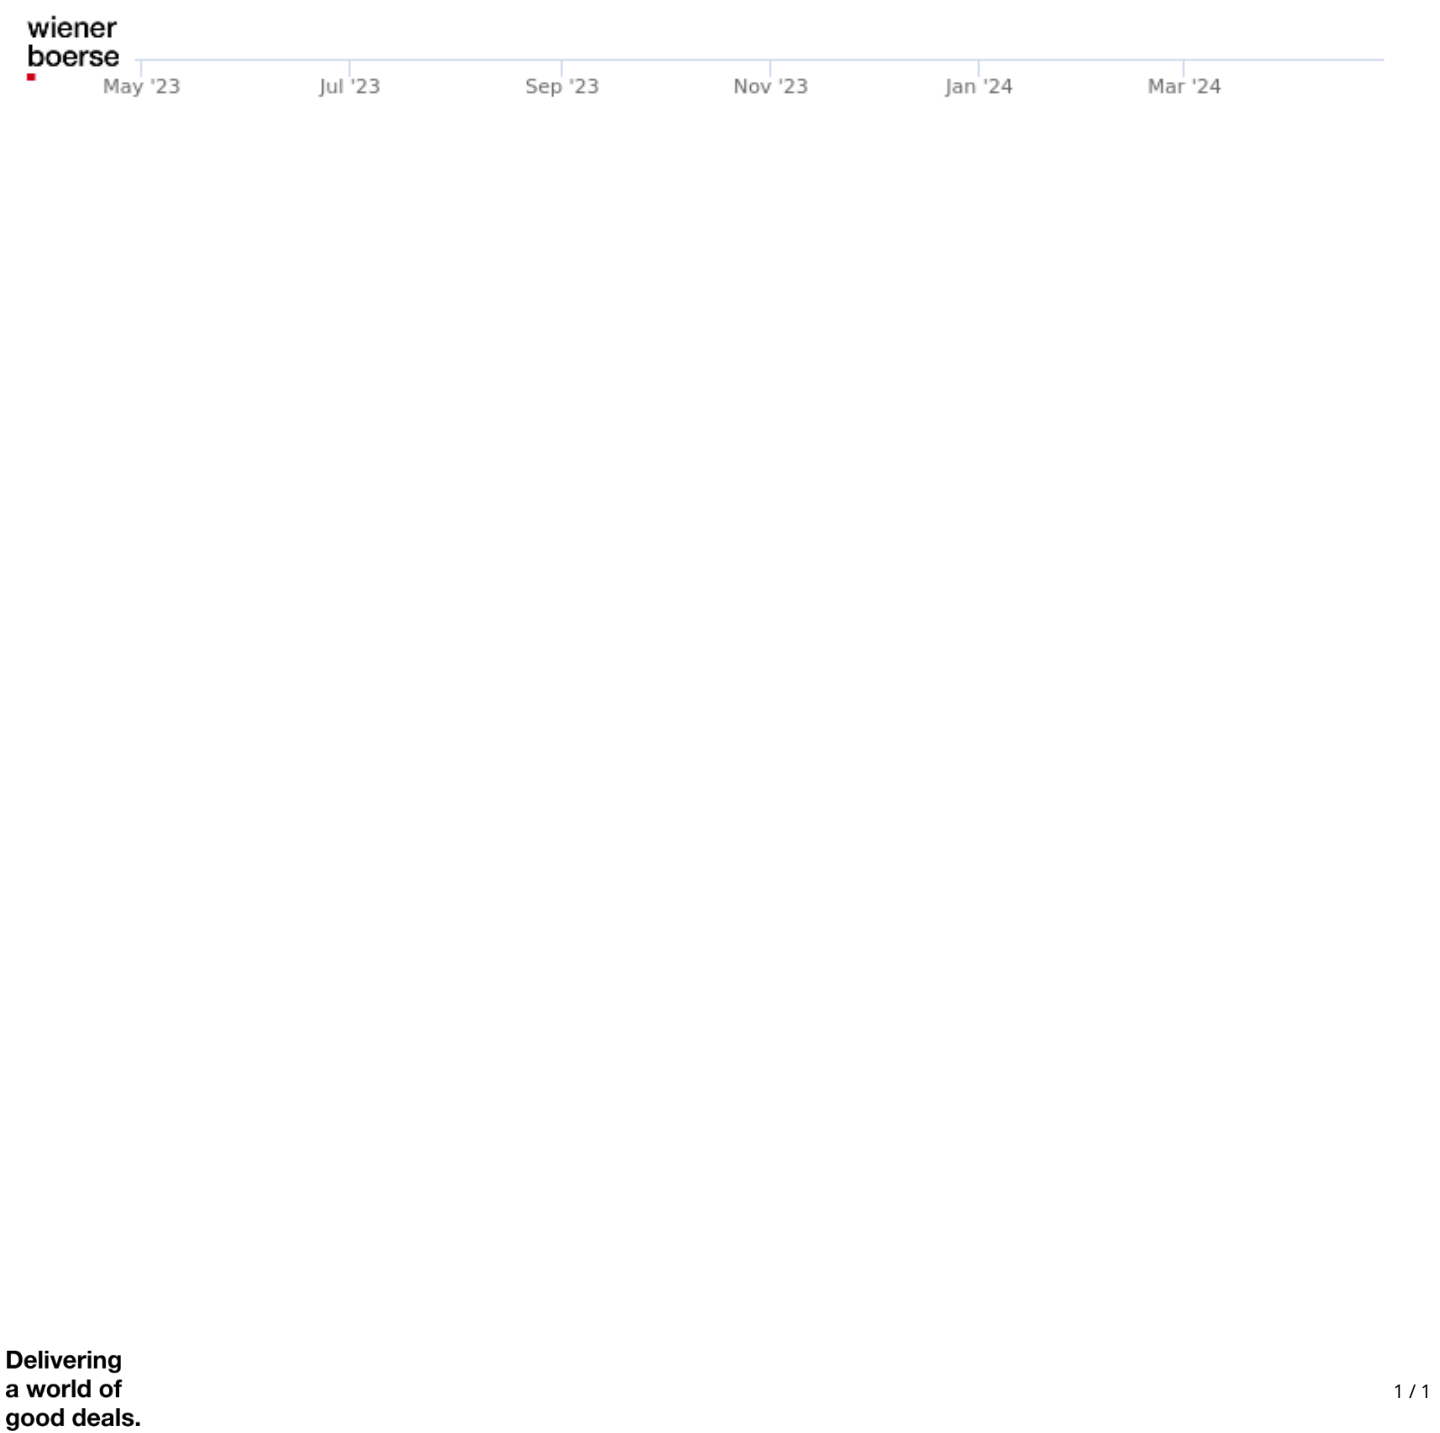 wiener
boerse
May '23 Jul '23 Sep '23 Nov '23 Jan '24 Mar '24
Delivering
a world of
good deals.
1 / 1